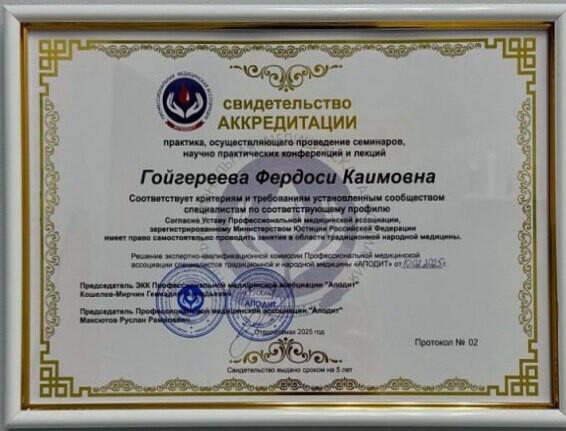 СВИДЕТЕЛЬСТВО
АККРЕДИТАЦИИ
практика, осуществляющего проведение семинаров,
научно практических конференций и лекций
Гойгереева Фердоси Каимовна
Соответствует критериям и требованиям установленным сообществом
специалистам по соответствующему профилю
Согласно Уставу Профессиональной медицинской ассоциации,
зарегистрированному Министерством Юстиции Российской Федерации
имеет право самостоятельно проводить занятия в области традиционной народной медицины.
Решение экспертно-квалификационной комиссии Профессиональной медицинской
ассоциации специалистов традиционной и народной медицины «АПОДИТ» от
Председатель ЭКК Профессиональной медицинской ассоциации "Аподит"
Кошелев-Мирчин
Председатель Профессиональной медицинской ассоциации "Аподит"
Максютов Руслан
АПОДИТ
2025 год
Протокол № 02
Свидетельство выдано сроком на 5 лет